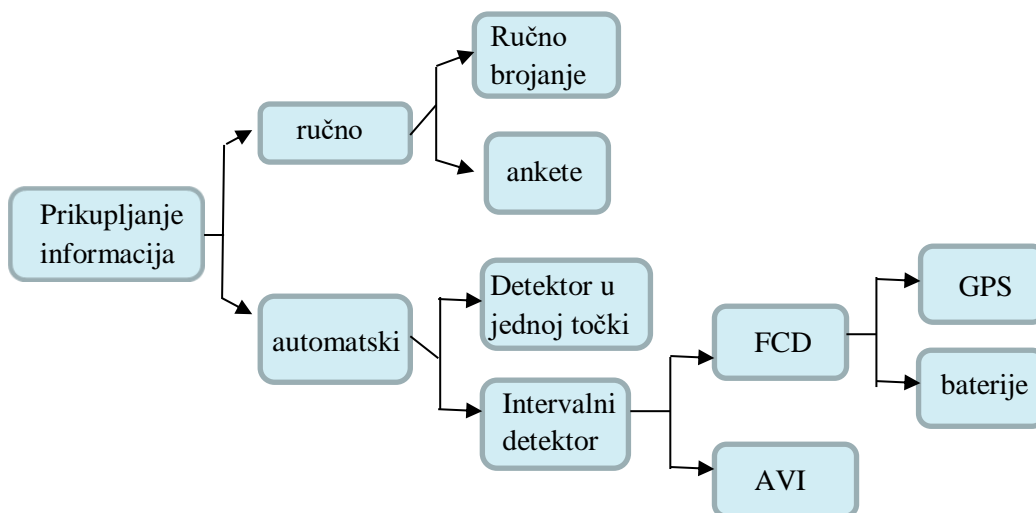 Prikupljanje
informacija
ručno
Ručno
brojanje
ankete
automatski
Detektor u
jednoj točki
Intervalni
detektor
FCD
GPS
baterije
AVI